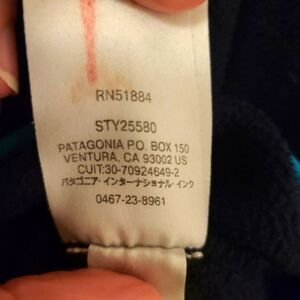 RN51884
STY25580
PATAGONIA P.O. BOX 150
VENTURA, CA 93002 US
CUIT:30-70924649-2
パタゴニア・インターナショナル・インク
0467-23-8961